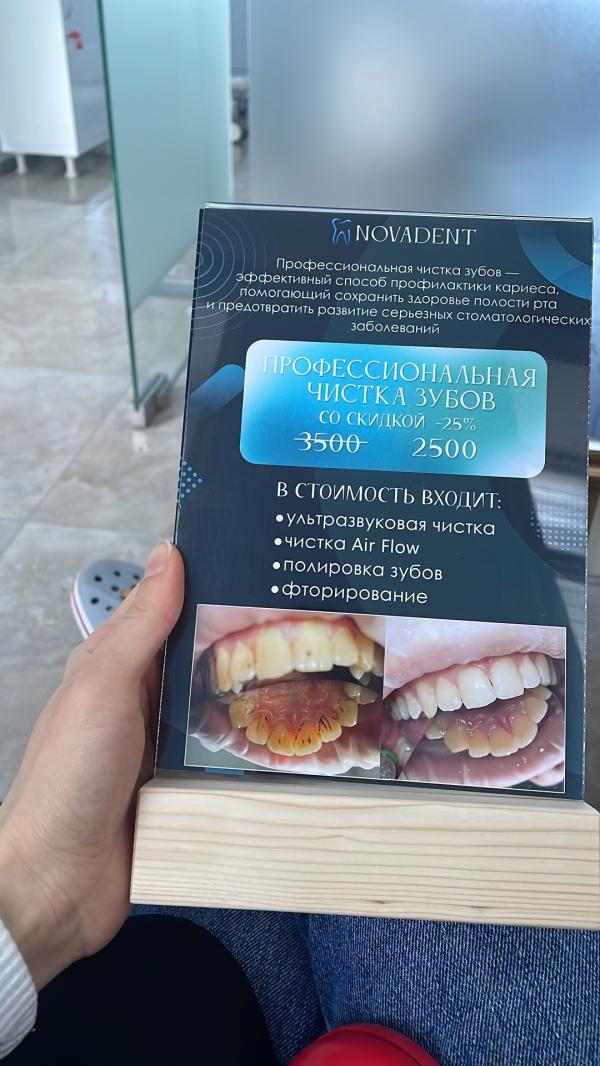 NOVADENT
Профессиональная чистка зубов —
эффективный способ профилактики кариеса,
помогающий сохранить здоровье полости рта
и предотвратить развитие серьезных стоматологических
заболеваний
ПРОФЕССИОНАЛЬНАЯ
ЧИСТКА ЗУБОВ
СО СКИДКОЙ -25%
3500 2500
В СТОИМОСТЬ ВХОДИТ:
•ультразвуковая чистка
•чистка Air Flow
•полировка зубов
•фторирование